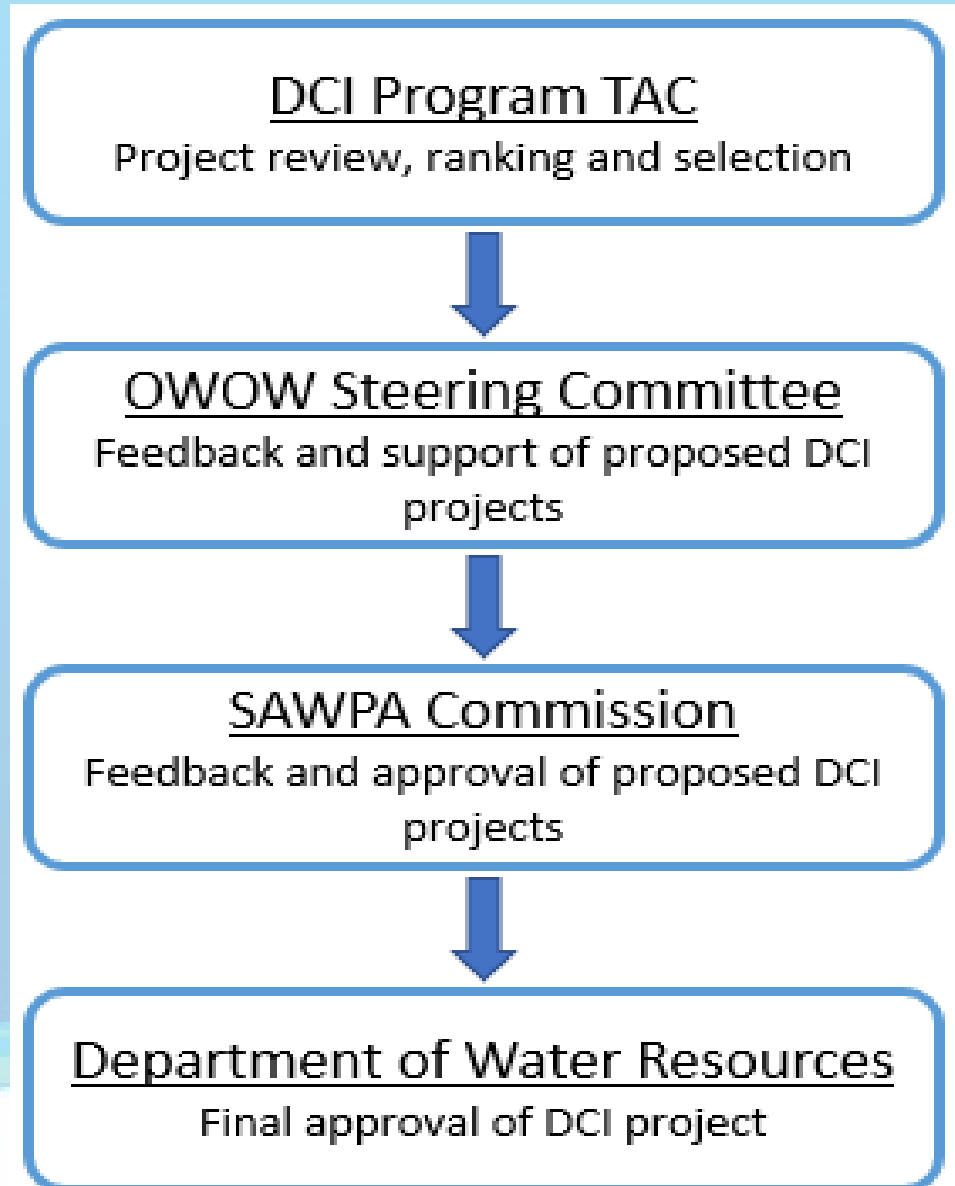 DCI Program TAC
Project review, ranking and selection
OWOW Steering Committee
Feedback and support of proposed DCI
projects
SAWPA Commission
Feedback and approval of proposed DCI
projects
Department of Water Resources
Final approval of DCI project